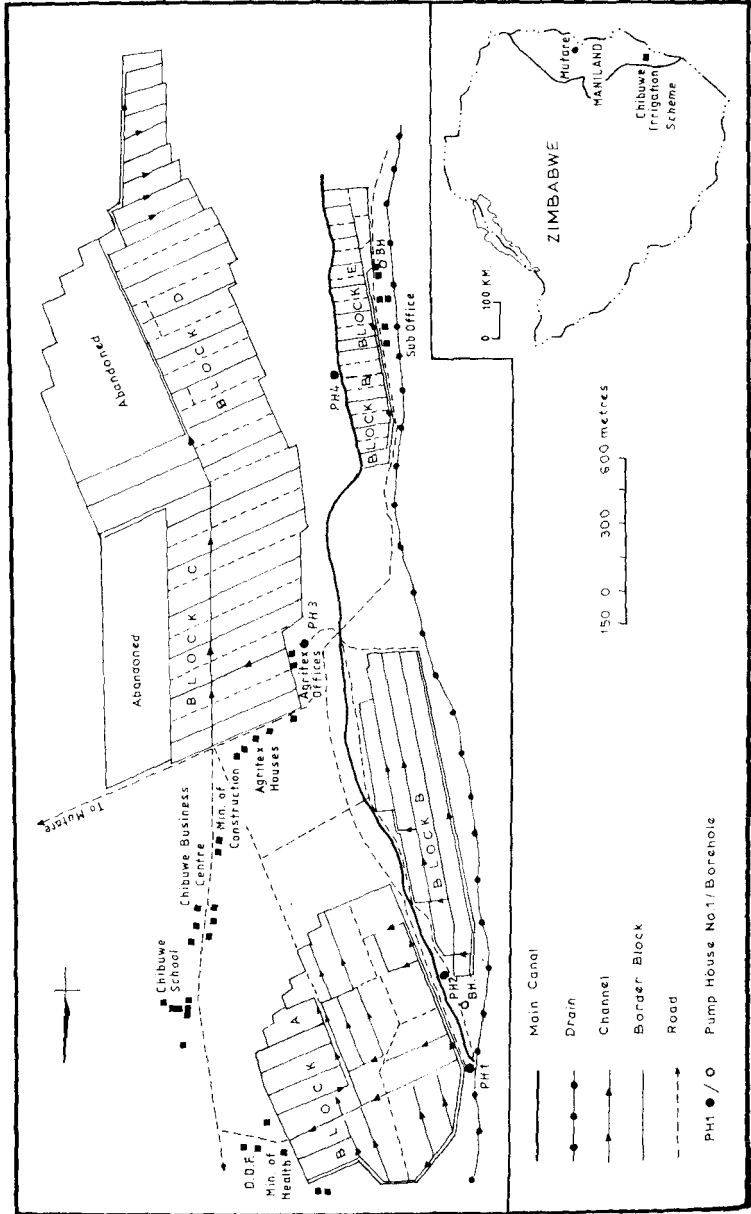 To Mutare
Chibuwe
School
Chibuwe Business
Centre
Min. of
Construction
Agritex
Houses
Agritex
Offices
PH 3
D.D.F.
Min. of
Health
BLOCK A
Abandoned
BLOCK C
Abandoned
BLOCK D
BLOCK B
PH1
PH2
BH
PH4
BLOCK B
BLOCK E
BH
Sub Office
Main Canal
Drain
Channel
Border Block
Road
PH1 ● / O Pump House No.1/Borehole
150 0 300 600 metres
0 100 KM.
ZIMBABWE
Mutare
MANILAND
Chibuwe
Irrigation
Scheme